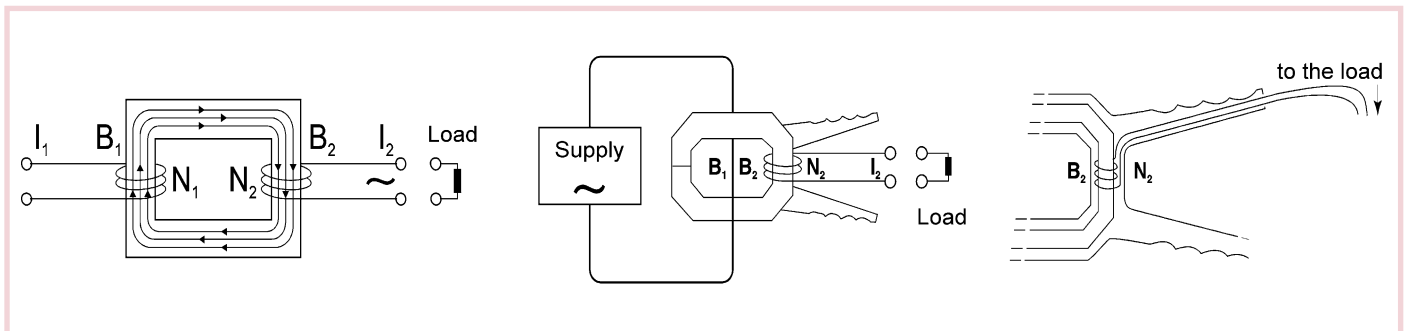 I₁
B₁
N₁
N₂
B₂
I₂
~
Load
Supply
~
B₁
B₂
N₂
I₂
Load
to the load
B₂
N₂